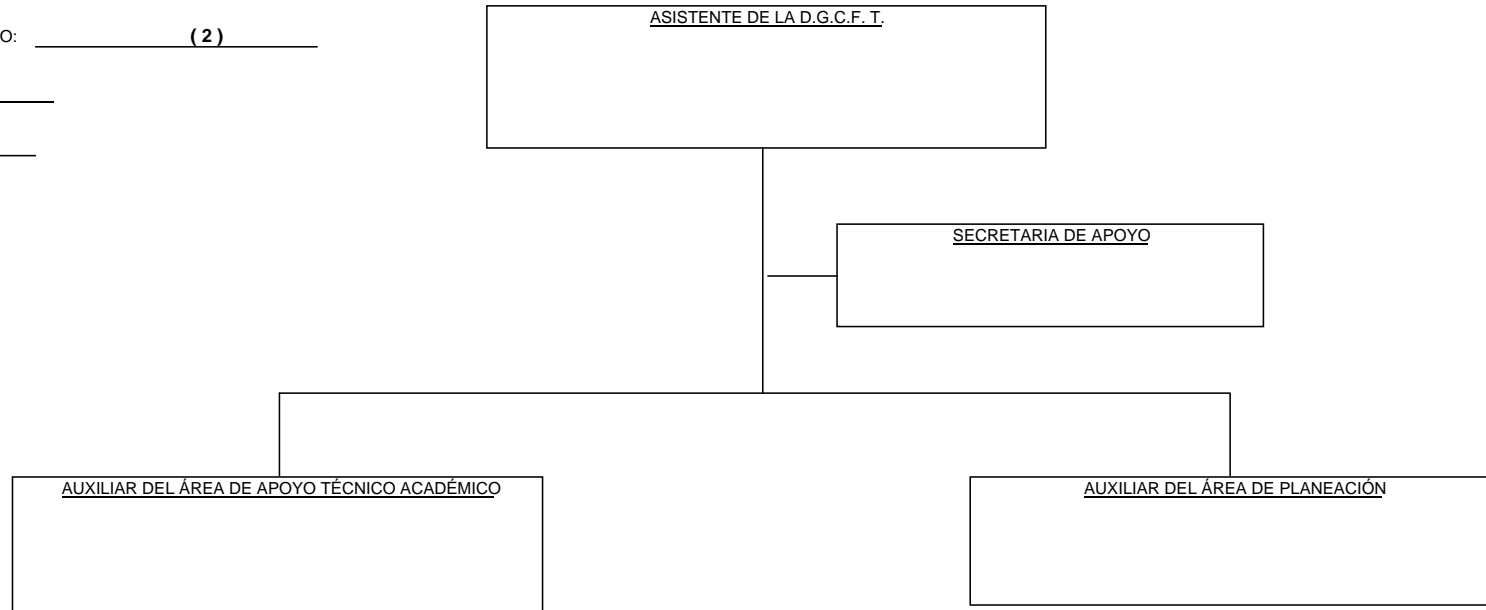 ASISTENTE DE LA D.G.C.F. T.
O: ( 2 )
SECRETARIA DE APOYO
AUXILIAR DEL ÁREA DE APOYO TÉCNICO ACADÉMICO
AUXILIAR DEL ÁREA DE PLANEACIÓN